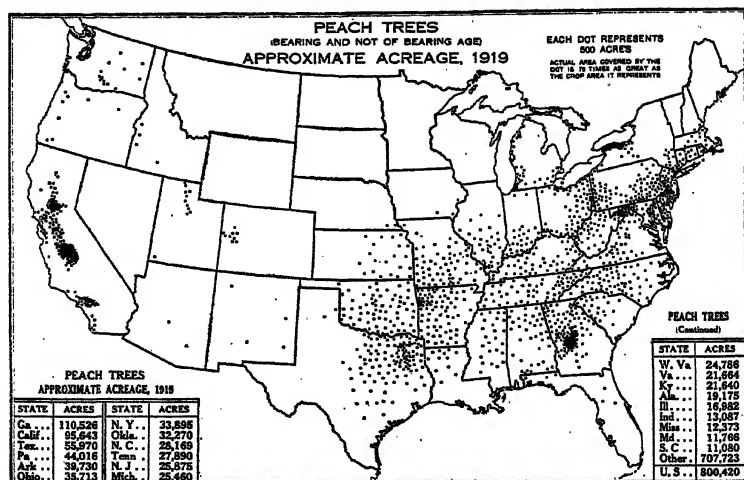 PEACH TREES
(BEARING AND NOT OF BEARING AGE)
APPROXIMATE ACREAGE, 1919
EACH DOT REPRESENTS
500 ACRES
ACTUAL AREA COVERED BY THE
DOT IS 70 TIMES AS GREAT AS
THE CROP AREA IT REPRESENTS
PEACH TREES
APPROXIMATE ACREAGE, 1919
STATE ACRES STATE ACRES
Ga. 110,526 N. Y. . 33,895
Calif. . 95,643 Okla. . 32,270
Tex. . . 55,970 N. C. . 28,169
Pa. . . 44,016 Tenn . 27,890
Ark . . 39,730 N. J. . . 25,875
Ohio. . 35,713 Mich. . 25,460
PEACH TREES
(Continued)
STATE ACRES
W. Va 24,786
Va . . . 21,664
Ky . . . 21,640
Ala. . . 19,175
Ill. . . . 16,982
Ind . . . 13,087
Miss . . 12,373
Md. . . 11,766
S. C . . 11,080
Other . 707,723
U. S . . 800,420